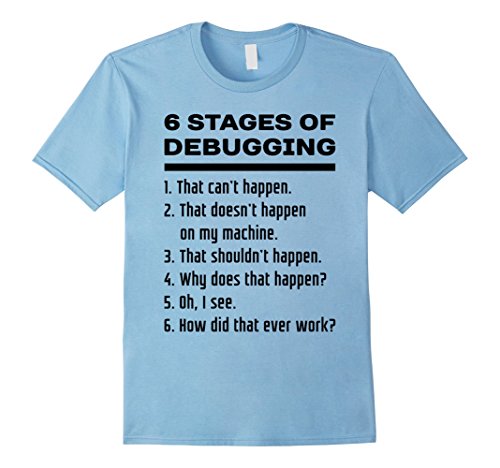 6 STAGES OF
DEBUGGING
1. That can't happen.
2. That doesn't happen
on my machine.
3. That shouldn't happen.
4. Why does that happen?
5. Oh, I see.
6. How did that ever work?